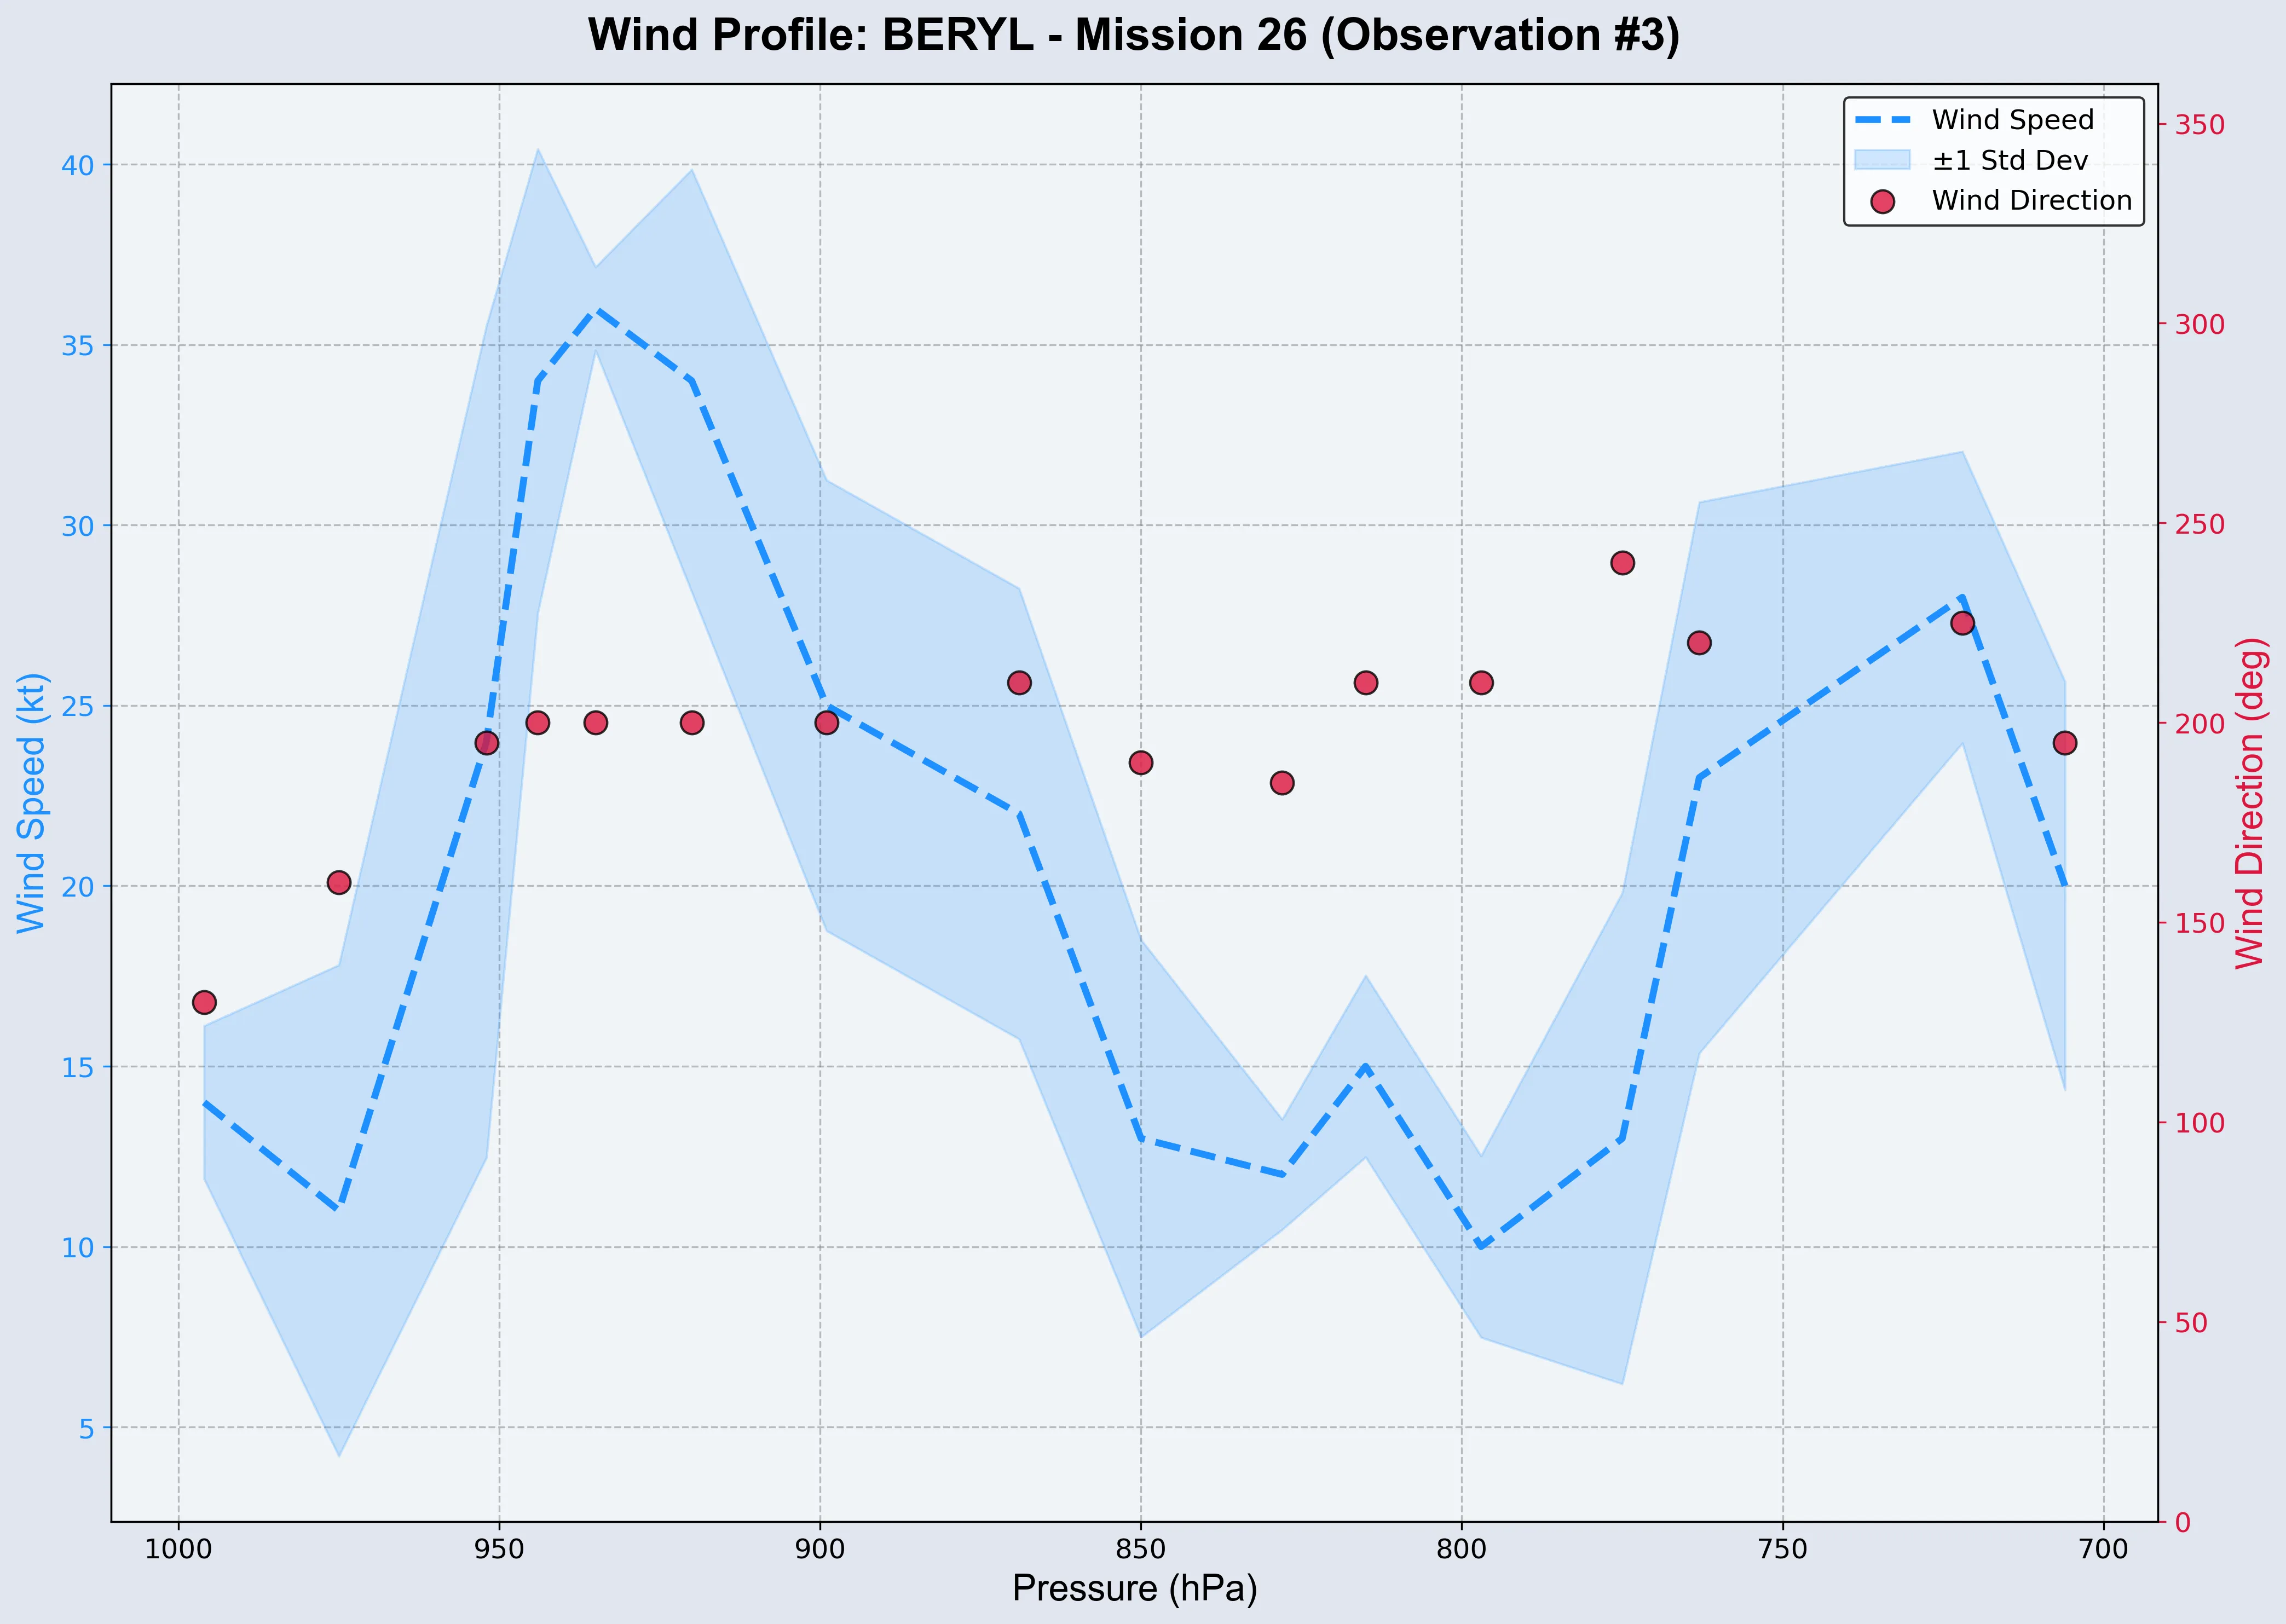 Wind Profile: BERYL - Mission 26 (Observation #3)
Wind Speed
±1 Std Dev
Wind Direction
Wind Speed (kt)
40
35
30
25
20
15
10
5
350
300
250
200
150
100
50
0
Wind Direction (deg)
1000 950 900 850 800 750 700
Pressure (hPa)